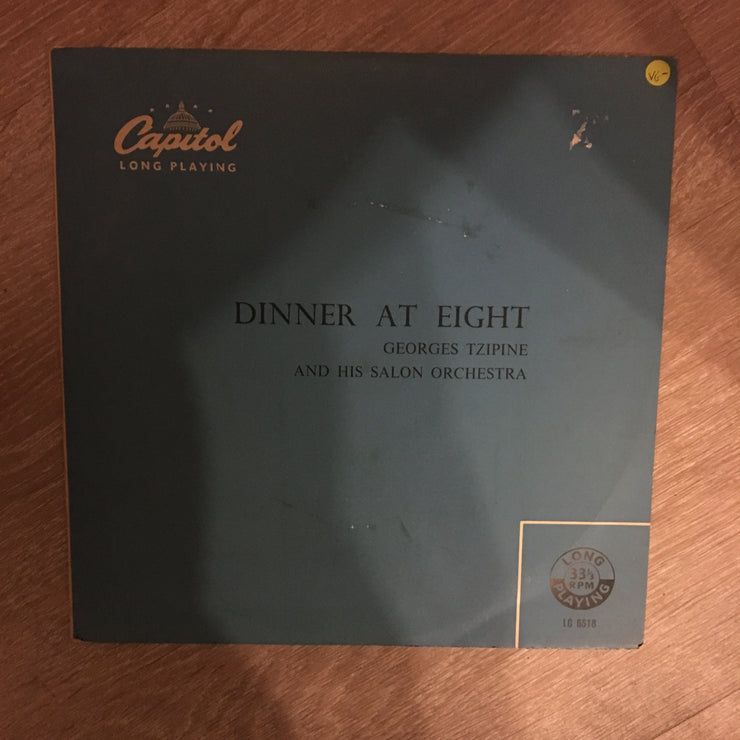 VG-
Capitol
LONG PLAYING
DINNER AT EIGHT
GEORGES TZIPINE
AND HIS SALON ORCHESTRA
LONG
33⅓
RPM
PLAYING
LC 6518